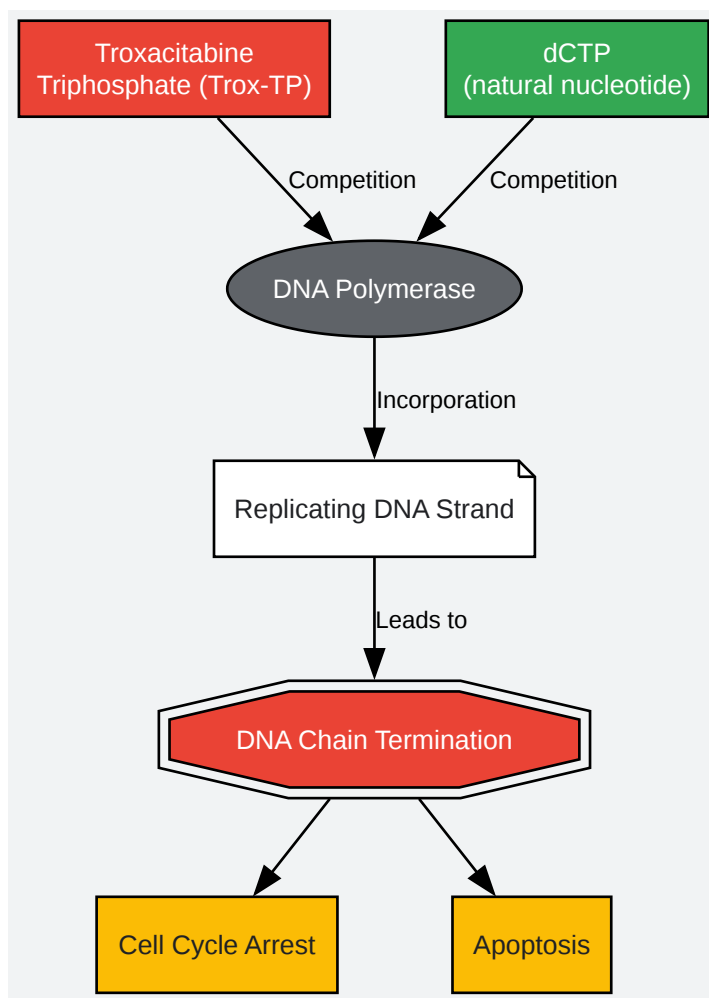 Troxacitabine
Triphosphate (Trox-TP)
dCTP
(natural nucleotide)
Competition
Competition
DNA Polymerase
Incorporation
Replicating DNA Strand
Leads to
DNA Chain Termination
Cell Cycle Arrest
Apoptosis